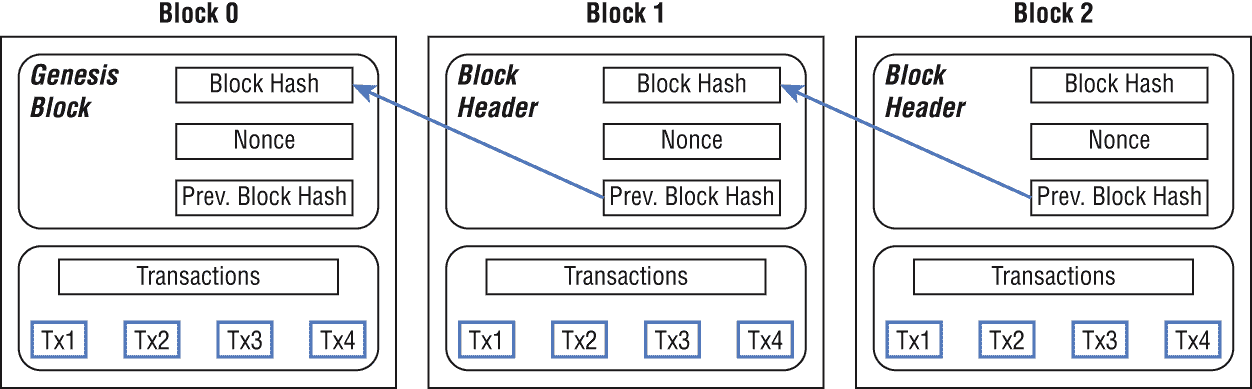 Block 0
Genesis
Block
Block Hash
Nonce
Prev. Block Hash
Transactions
Tx1 Tx2 Tx3 Tx4
Block 1
Block
Header
Block Hash
Nonce
Prev. Block Hash
Transactions
Tx1 Tx2 Tx3 Tx4
Block 2
Block
Header
Block Hash
Nonce
Prev. Block Hash
Transactions
Tx1 Tx2 Tx3 Tx4